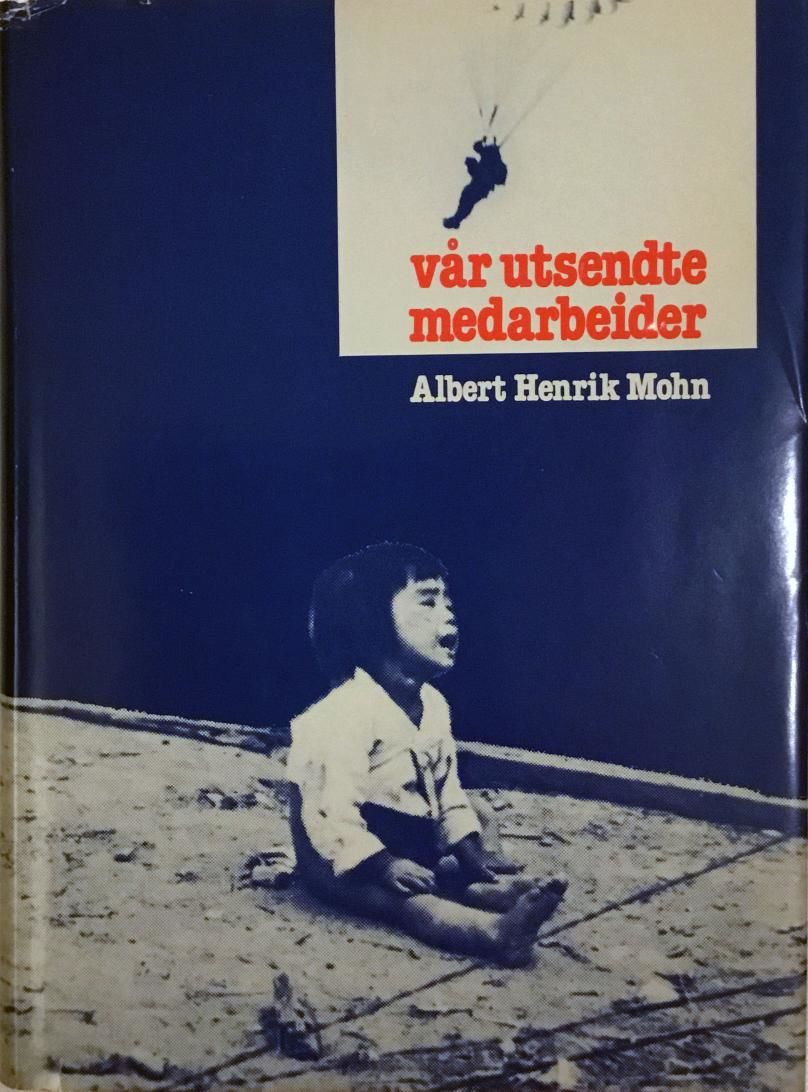 vår utsendte
medarbeider
Albert Henrik Mohn